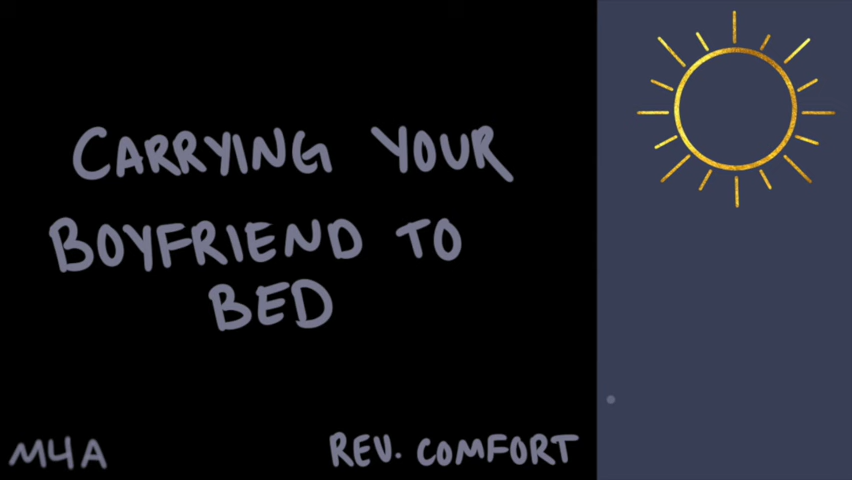 CARRYING YOUR
BOYFRIEND TO
BED
M4A
REV. COMFORT